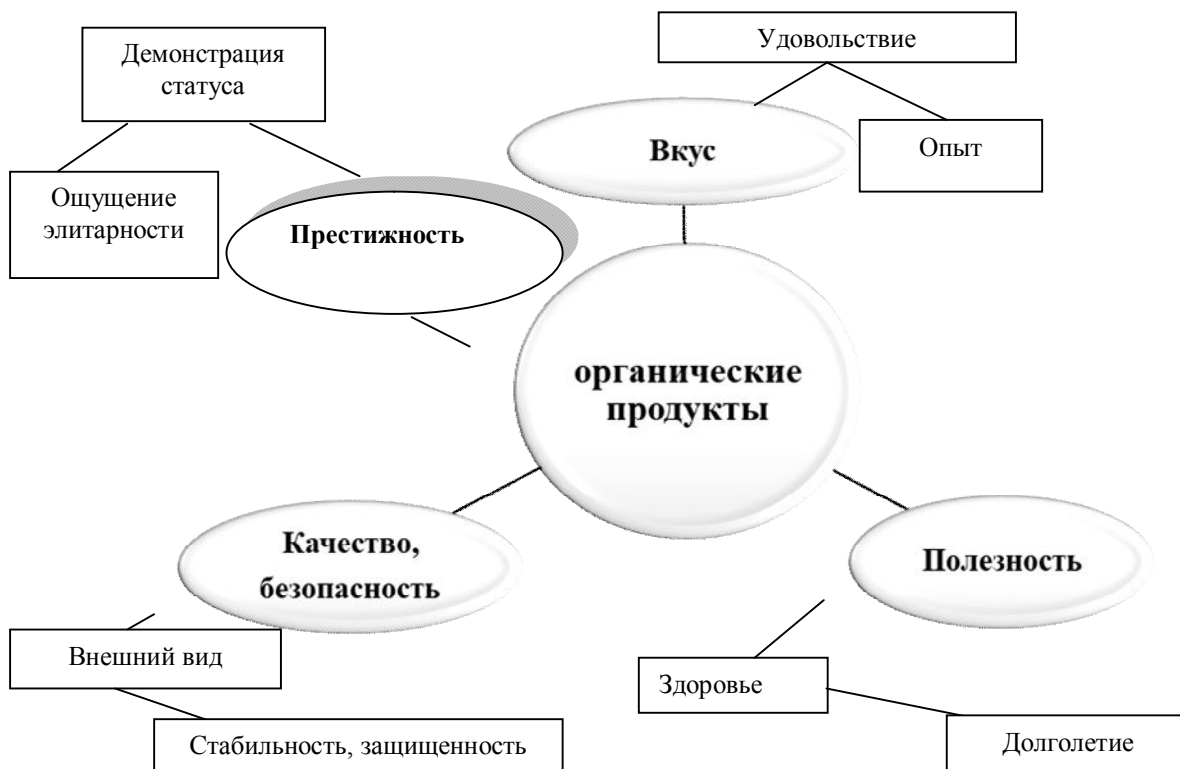 Демонстрация
статуса
Удовольствие
Вкус
Опыт
Ощущение
элитарности
Престижность
органические
продукты
Качество,
безопасность
Полезность
Внешний вид
Здоровье
Стабильность, защищенность
Долголетие